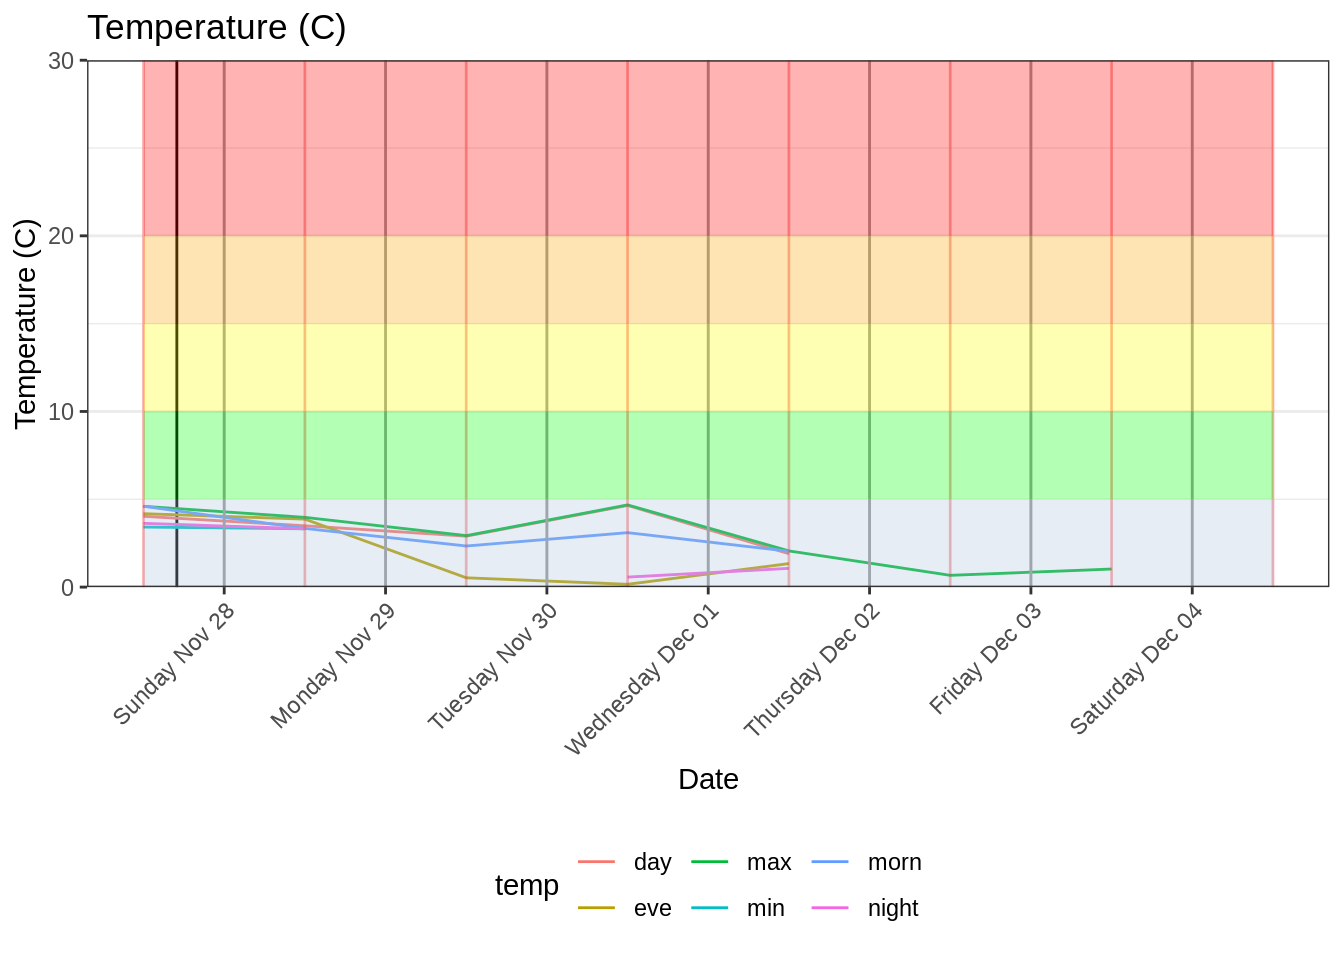 Temperature (C)
Temperature (C)
30
20
10
0
Sunday Nov 28
Monday Nov 29
Tuesday Nov 30
Wednesday Dec 01
Thursday Dec 02
Friday Dec 03
Saturday Dec 04
Date
temp
day
max
morn
eve
min
night